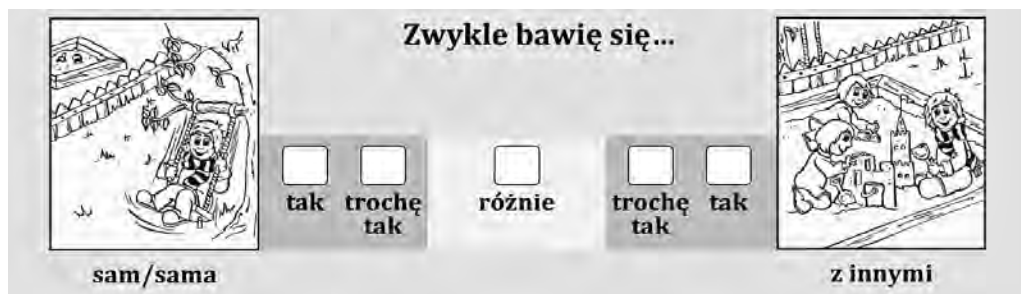 Zwykle bawię się...
tak trochę tak
różnie
trochę tak
tak
sam/sama
z innymi